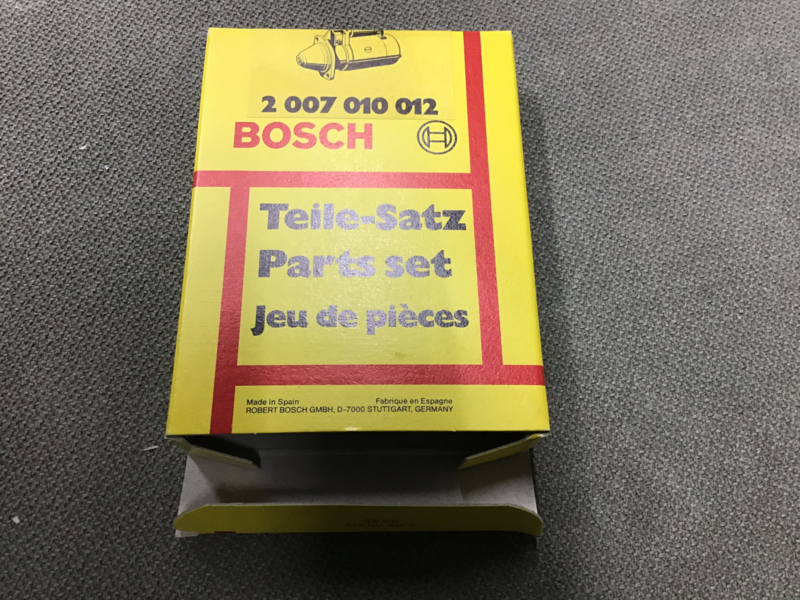 2 007 010 012
BOSCH
Teile-Satz
Parts set
Jeu de pièces
Made in Spain Fabriqué en Espagne
ROBERT BOSCH GMBH, D-7000 STUTTGART, GERMANY